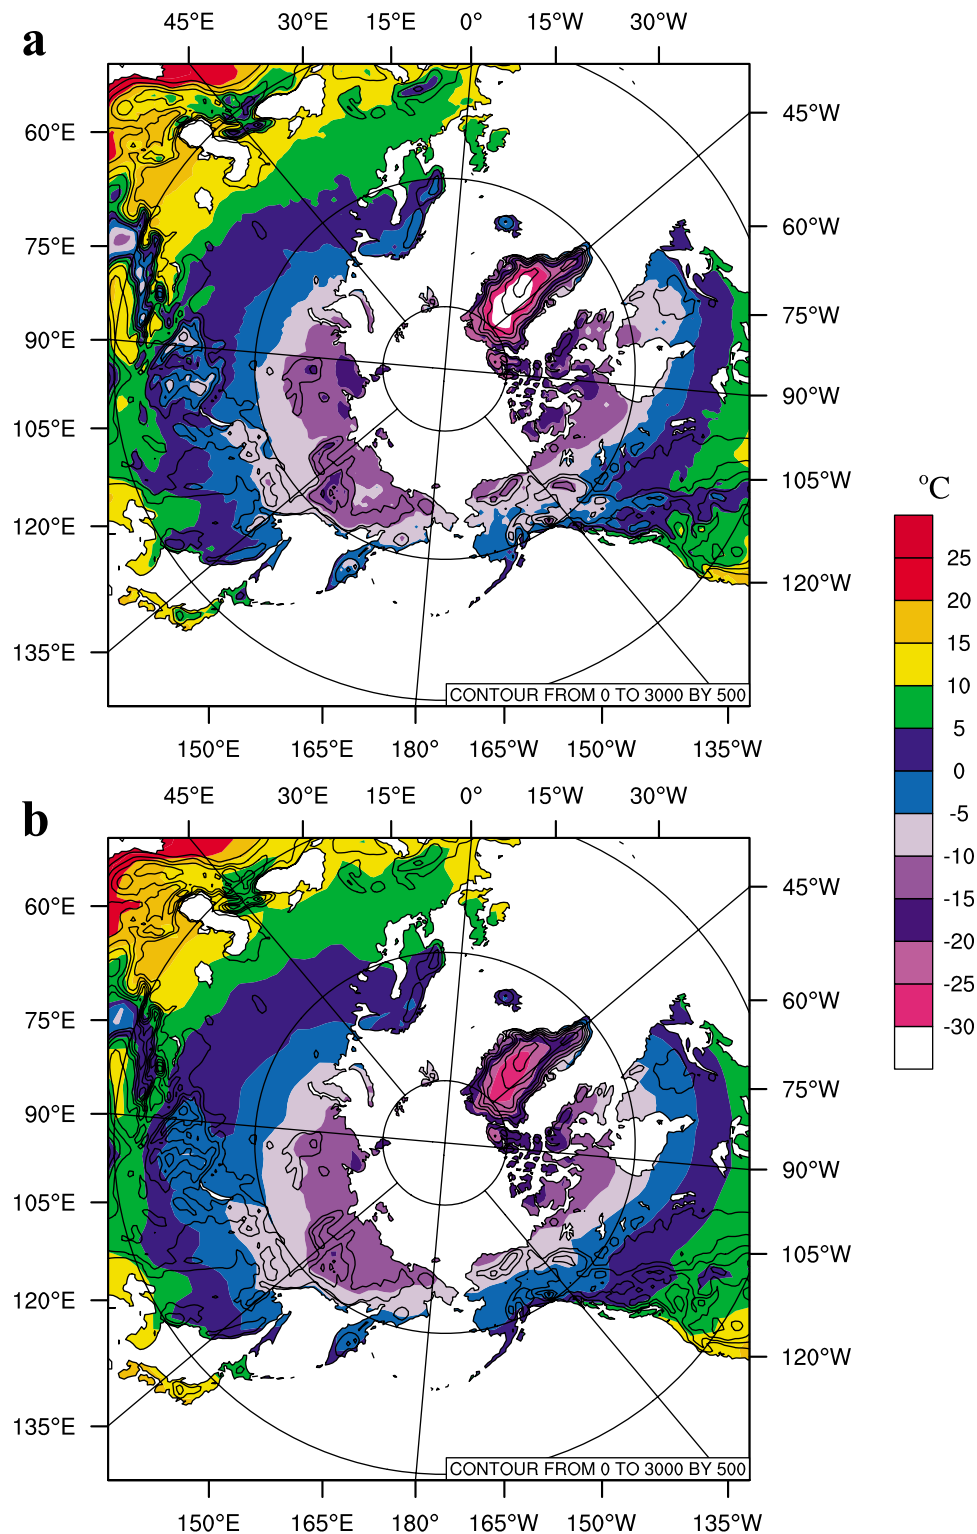 45°E 30°E 15°E 0° 15°W 30°W
a
45°W
60°E
60°W
75°E
75°W
90°E
90°W
105°E
105°W
120°E
120°W
135°E
CONTOUR FROM 0 TO 3000 BY 500
150°E 165°E 180° 165°W 150°W 135°W
°C
25
20
15
10
5
0
-5
-10
-15
-20
-25
-30
45°E 30°E 15°E 0° 15°W 30°W
b
45°W
60°E
60°W
75°E
75°W
90°E
90°W
105°E
105°W
120°E
120°W
135°E
CONTOUR FROM 0 TO 3000 BY 500
150°E 165°E 180° 165°W 150°W 135°W